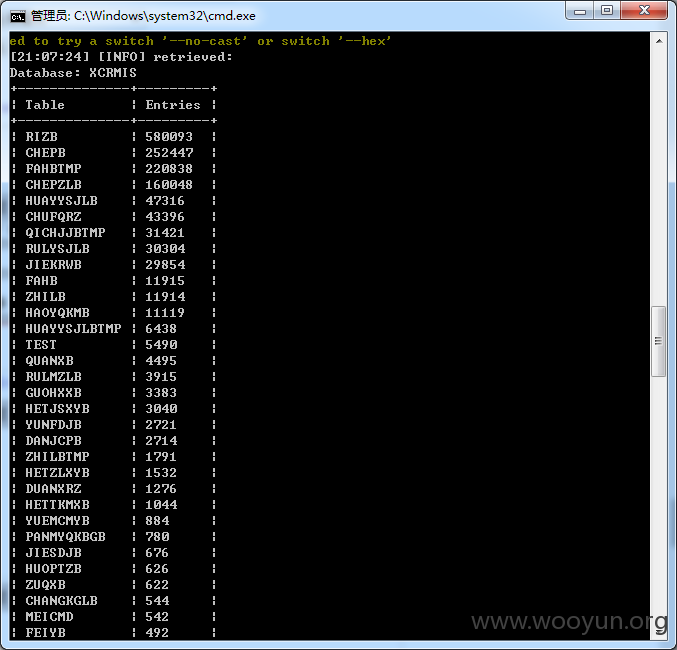 管理员: C:\Windows\system32\cmd.exe
ed to try a switch '--no-cast' or switch '--hex'
[21:07:24] [INFO] retrieved:
Database: XCRMIS
+--------------+---------+
| Table | Entries |
+--------------+---------+
| RIZB | 580093 |
| CHEPB | 252447 |
| FAHBTMP | 220838 |
| CHEPZLB | 160048 |
| HUAYYSJLB | 47316 |
| CHUFQRZ | 43396 |
| QICHJJBTMP | 31421 |
| RULYSJLB | 30304 |
| JIEKRWB | 29854 |
| FAHB | 11915 |
| ZHILB | 11914 |
| HAOYQKMB | 11119 |
| HUAYYSJLBTMP | 6438 |
| TEST | 5490 |
| QUANXB | 4495 |
| RULMZLB | 3915 |
| GUOHXXB | 3383 |
| HETJSXYB | 3040 |
| YUNFDJB | 2721 |
| DANJCPB | 2714 |
| ZHILBTMP | 1791 |
| HETZLXYB | 1532 |
| DUANXRZ | 1276 |
| HETTKMXB | 1044 |
| YUEMCMYB | 884 |
| PANMYQKBGB | 780 |
| JIESDJB | 676 |
| HUOPTZB | 626 |
| ZUQXB | 622 |
| CHANGKGLB | 544 |
| MEICMD | 542 |
| FEIYB | 492 |
www.wooyun.org